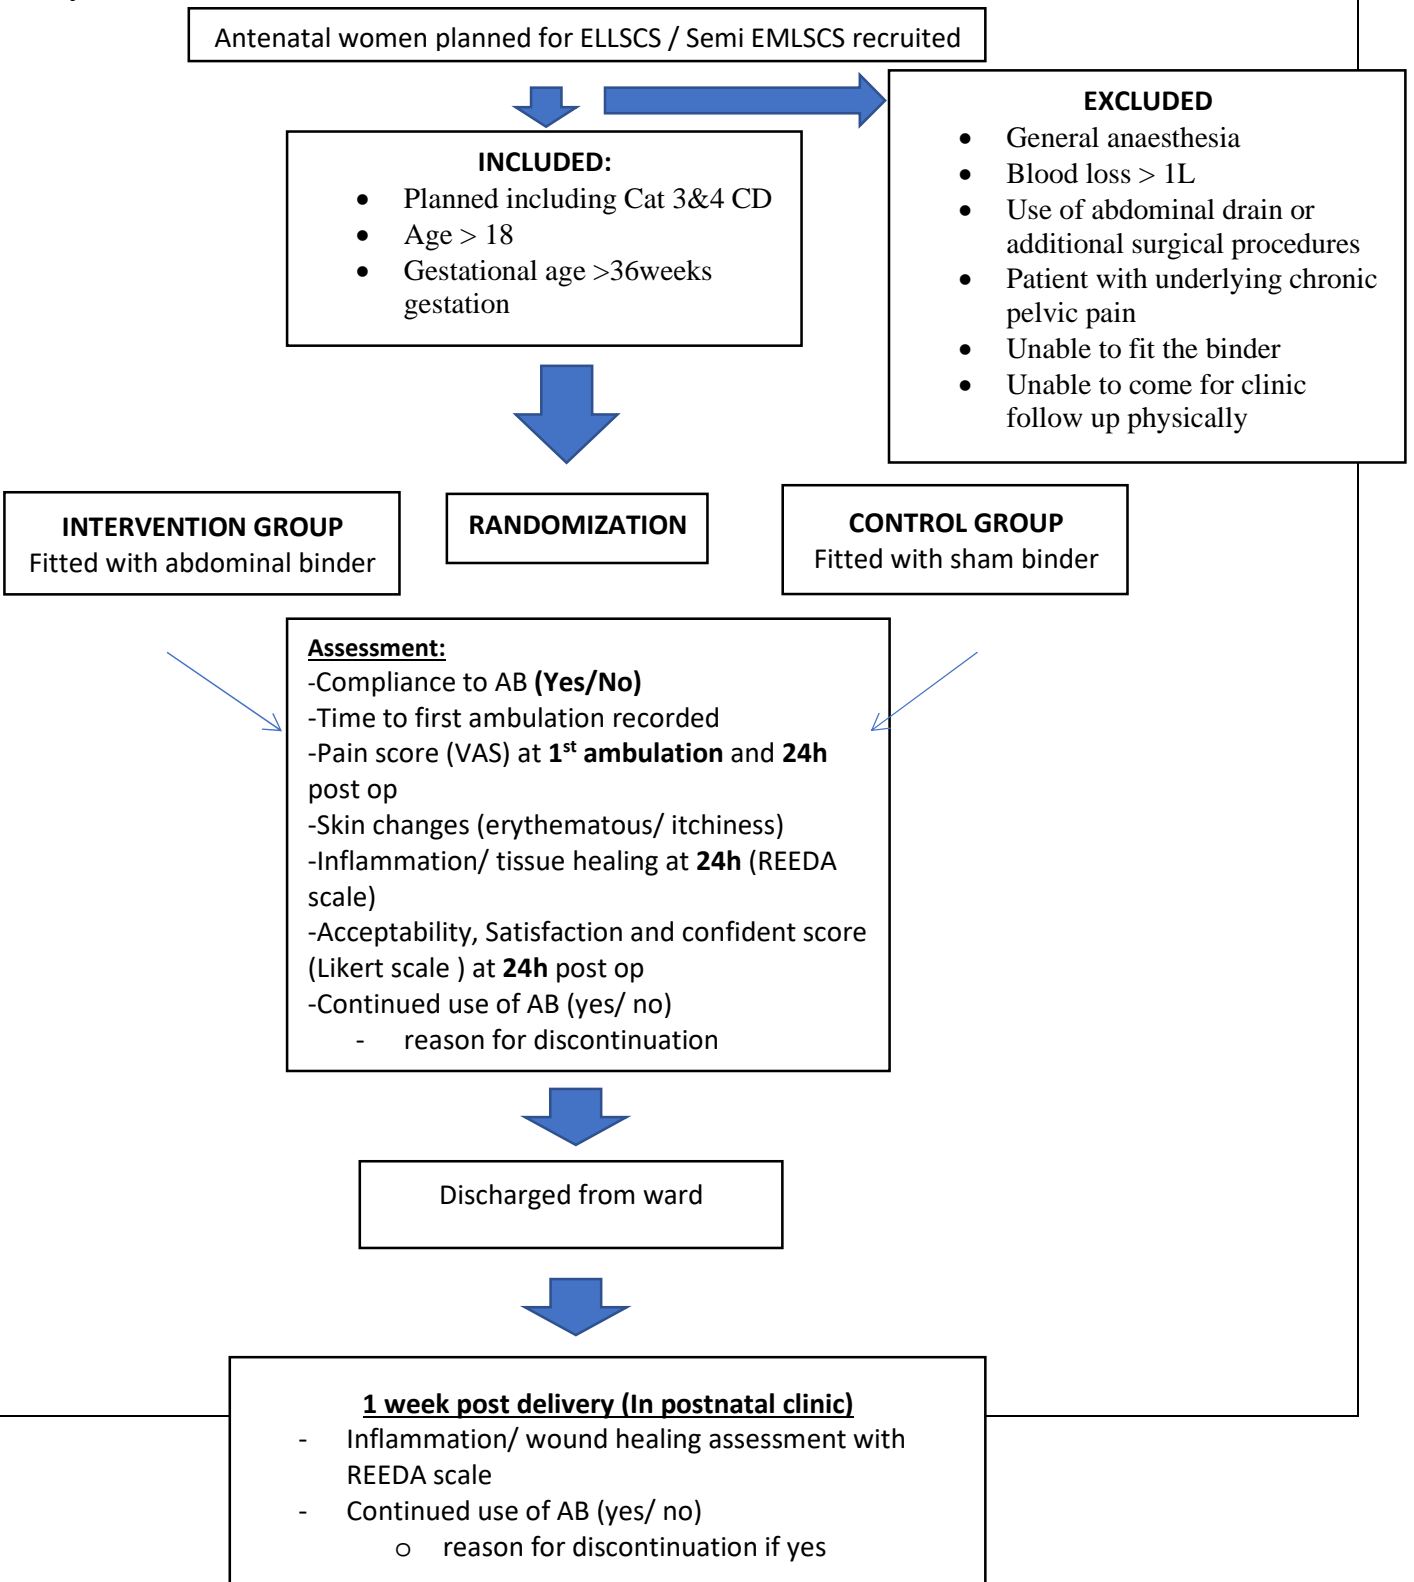 Antenatal women planned for ELLSCS / Semi EMLSCS recruited
INCLUDED:
• Planned including Cat 3&4 CD
• Age > 18
• Gestational age >36weeks
gestation
EXCLUDED
• General anaesthesia
• Blood loss > 1L
• Use of abdominal drain or
additional surgical procedures
• Patient with underlying chronic
pelvic pain
• Unable to fit the binder
• Unable to come for clinic
follow up physically
INTERVENTION GROUP
Fitted with abdominal binder
RANDOMIZATION
CONTROL GROUP
Fitted with sham binder
Assessment:
-Compliance to AB (Yes/No)
-Time to first ambulation recorded
-Pain score (VAS) at 1st ambulation and 24h
post op
-Skin changes (erythematous/ itchiness)
-Inflammation/ tissue healing at 24h (REEDA
scale)
-Acceptability, Satisfaction and confident score
(Likert scale ) at 24h post op
-Continued use of AB (yes/ no)
- reason for discontinuation
Discharged from ward
1 week post delivery (In postnatal clinic)
- Inflammation/ wound healing assessment with
REEDA scale
- Continued use of AB (yes/ no)
o reason for discontinuation if yes